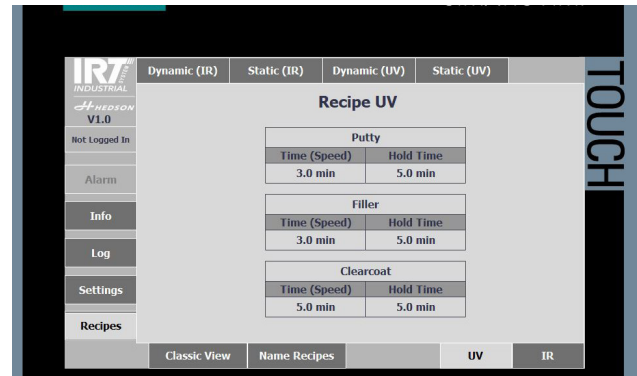 IRT
SYSTEM
INDUSTRIAL
HEDSON
V1.0
Not Logged In
Alarm
Info
Log
Settings
Recipes
Dynamic (IR) Static (IR) Dynamic (UV) Static (UV)
Recipe UV
Putty
Time (Speed) Hold Time
3.0 min 5.0 min
Filler
Time (Speed) Hold Time
3.0 min 5.0 min
Clearcoat
Time (Speed) Hold Time
5.0 min 5.0 min
Classic View Name Recipes UV IR
TOUCH